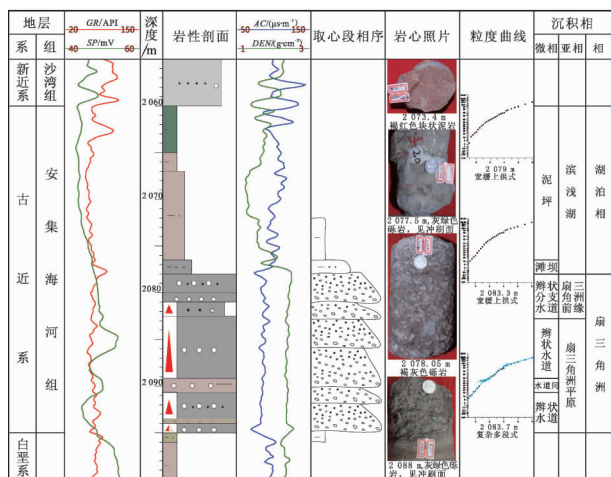 地层
系 组
GR/API
20 150
SP/mV
40 60
深度/m
岩性剖面
AC/(μs·m⁻¹)
50 150
DEN/(g·cm⁻³)
1 3
取心段相序
岩心照片
粒度曲线
沉积相
微相 亚相 相
新近系
沙湾组
古近系
安集海河组
白垩系
2 060
2 070
2080
2 090
2 073.4 m
褐红色块状泥岩
2 077.5 m,灰绿色
砾岩，见冲刷面
2 078.05 m
褐灰色砾岩
2 088 m,灰绿色砾
岩，见冲刷面
2 079 m
宽缓上拱式
2 083.3 m
宽缓上拱式
2 083.7 m
复杂多段式
泥坪
滩坝
辫状分支水道
辫状水道
水道间
辫状水道
滨浅湖
扇三角洲前缘
扇三角洲平原
湖泊相
扇三角洲